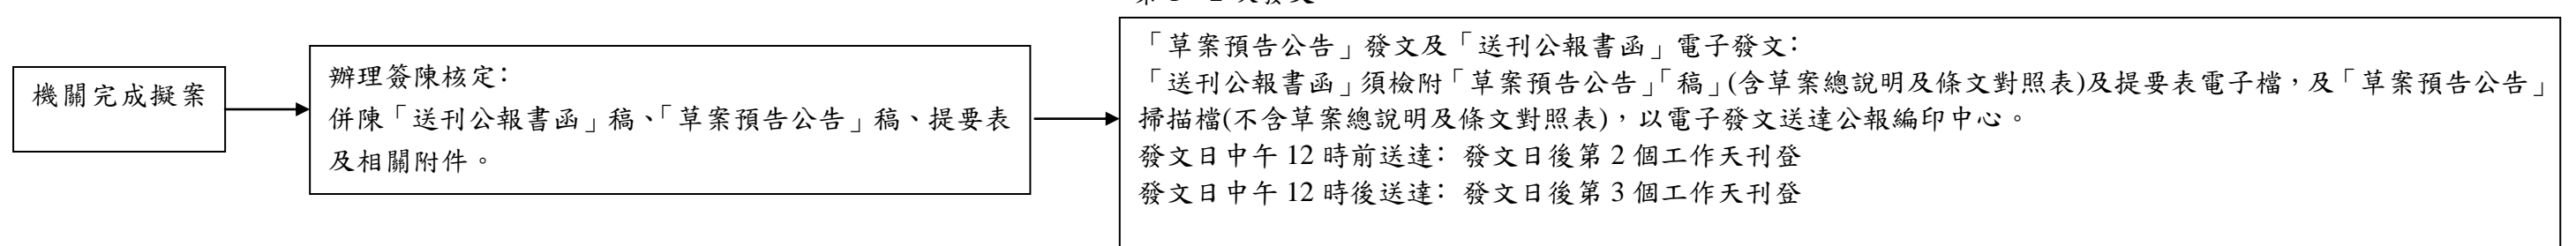 機關完成擬案
辦理簽陳核定：
併陳「送刊公報書函」稿、「草案預告公告」稿、提要表
及相關附件。
「草案預告公告」發文及「送刊公報書函」電子發文：
「送刊公報書函」須檢附「草案預告公告」「稿」(含草案總說明及條文對照表)及提要表電子檔，及「草案預告公告」
掃描檔(不含草案總說明及條文對照表)，以電子發文送達公報編印中心。
發文日中午 12 時前送達：發文日後第 2 個工作天刊登
發文日中午 12 時後送達：發文日後第 3 個工作天刊登